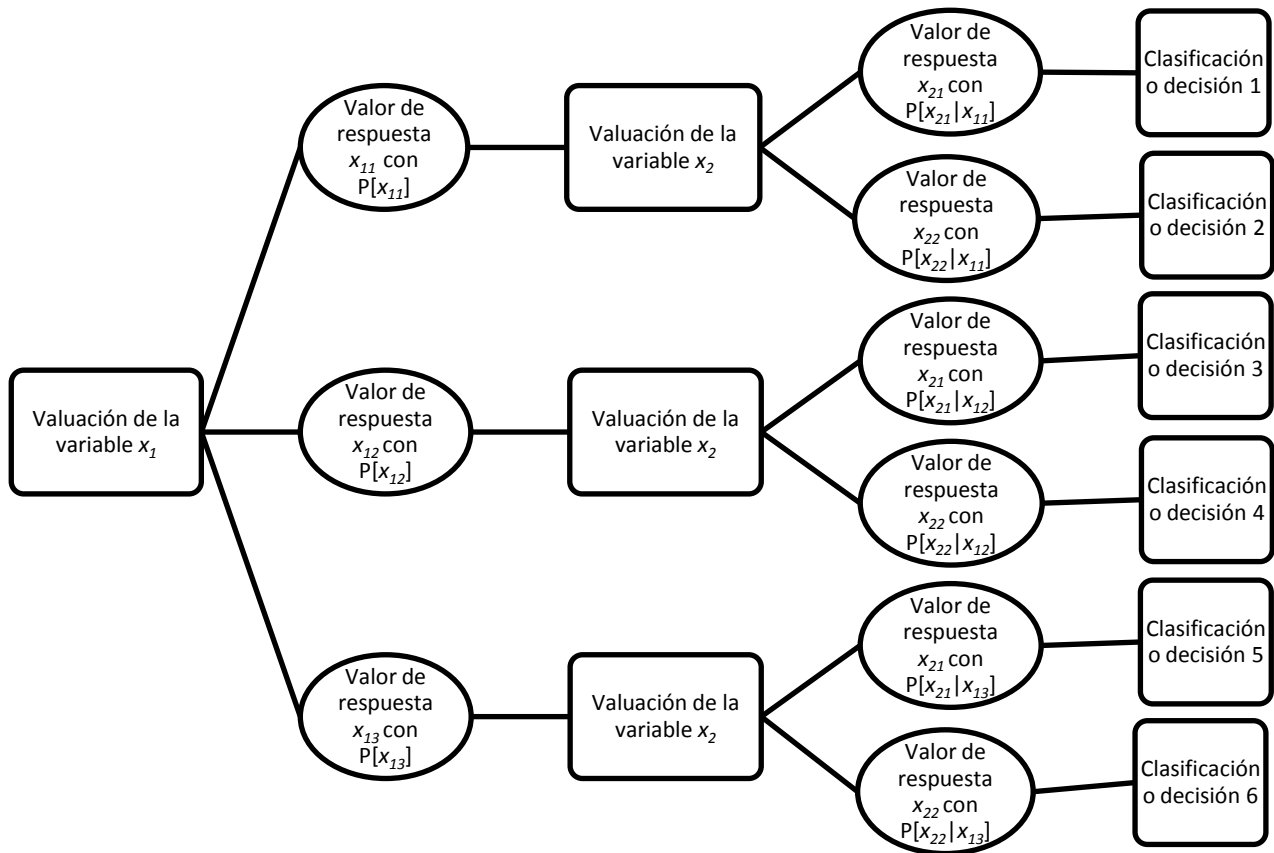 Valuación de la
variable x1
Valor de
respuesta
x11 con
P[x11]
Valuación de la
variable x2
Valor de
respuesta
x21 con
P[x21|x11]
Clasificación
o decisión 1
Valor de
respuesta
x22 con
P[x22|x11]
Clasificación
o decisión 2
Valor de
respuesta
x12 con
P[x12]
Valuación de la
variable x2
Valor de
respuesta
x21 con
P[x21|x12]
Clasificación
o decisión 3
Valor de
respuesta
x22 con
P[x22|x12]
Clasificación
o decisión 4
Valor de
respuesta
x13 con
P[x13]
Valuación de la
variable x2
Valor de
respuesta
x21 con
P[x21|x13]
Clasificación
o decisión 5
Valor de
respuesta
x22 con
P[x22|x13]
Clasificación
o decisión 6